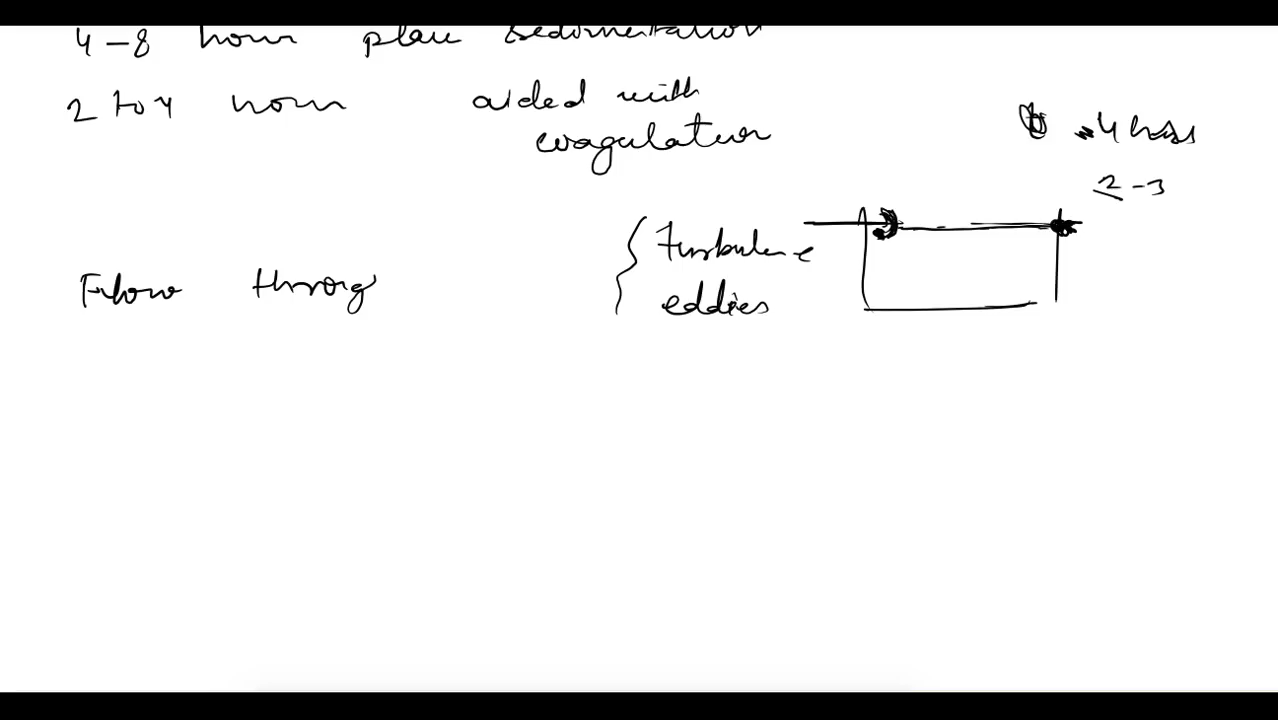 4-8 hour plain sedimentation
2 to 4 hour aided with
coagulation
4 hrs
2-3
turbulence
Flow throug
eddies